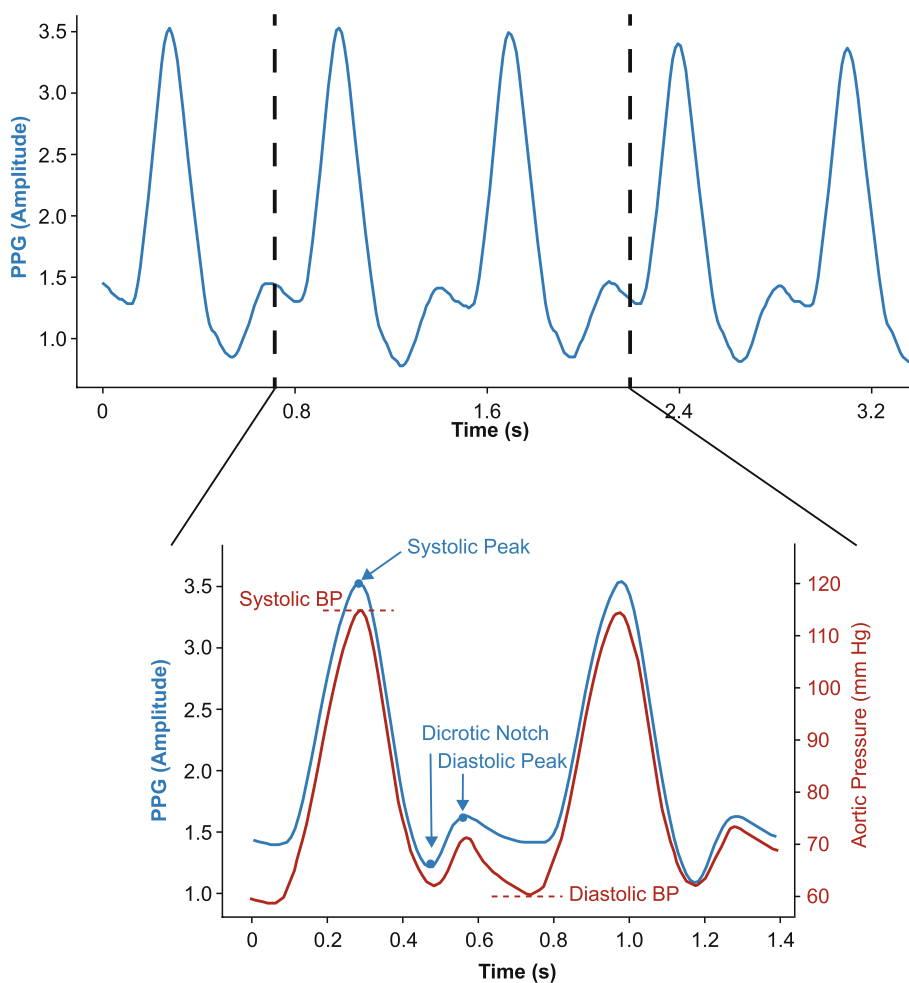 3.5
3.0
2.5
2.0
1.5
1.0
PPG (Amplitude)
0 0.8 1.6 2.4 3.2
Time (s)
Systolic Peak
Systolic BP
Dicrotic Notch
Diastolic Peak
Diastolic BP
3.5
3.0
2.5
2.0
1.5
1.0
PPG (Amplitude)
120
110
100
90
80
70
60
Aortic Pressure (mm Hg)
0 0.2 0.4 0.6 0.8 1.0 1.2 1.4
Time (s)